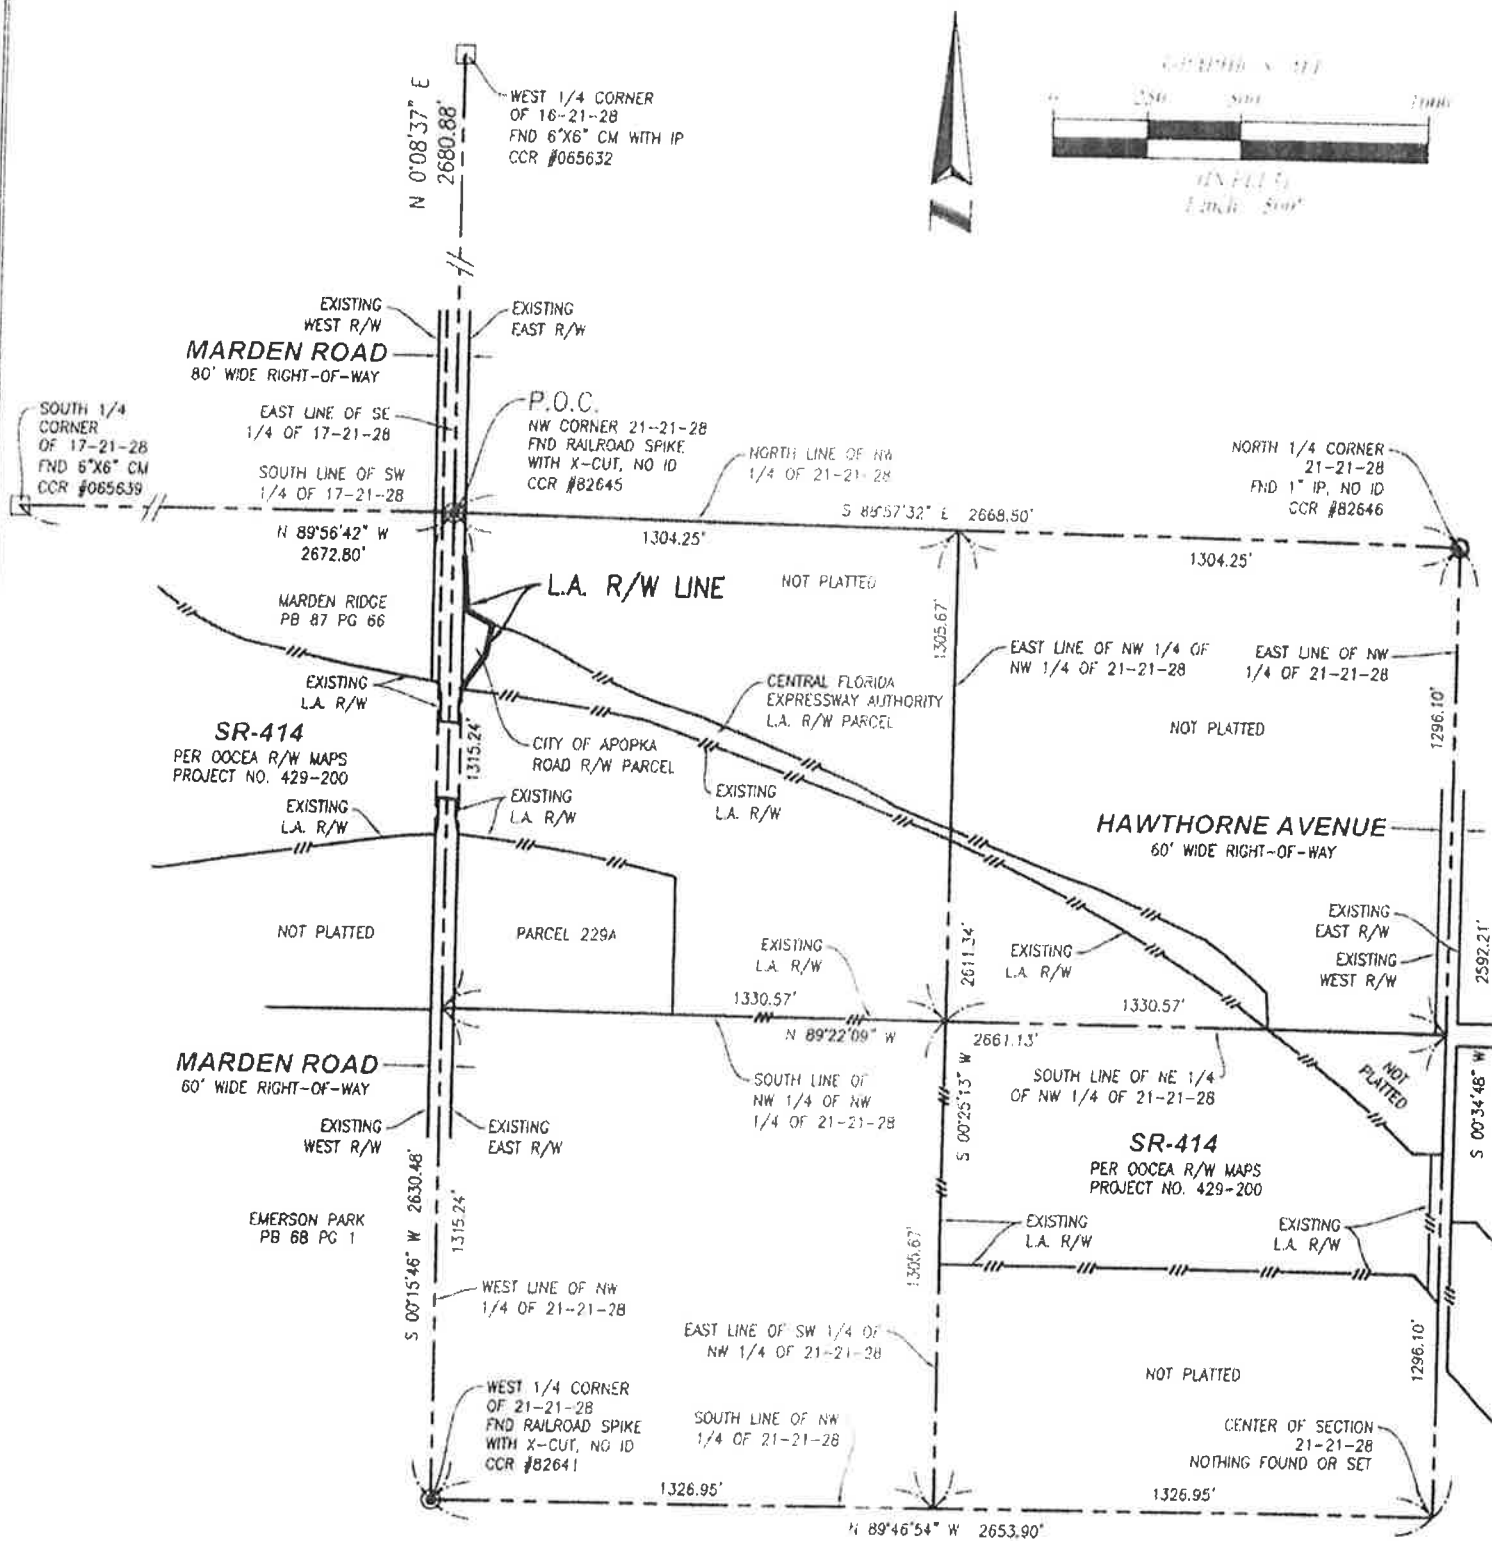 N 0°08'37" E
2680.88'
WEST 1/4 CORNER
OF 16-21-28
FND 6"X6" CM WITH IP
CCR #065632
0
250
500
1000
EXISTING
WEST R/W
EXISTING
EAST R/W
MARDEN ROAD
80' WIDE RIGHT-OF-WAY
SOUTH 1/4
CORNER
OF 17-21-28
FND 6"X6" CM
CCR #065639
EAST LINE OF SE
1/4 OF 17-21-28
SOUTH LINE OF SW
1/4 OF 17-21-28
P.O.C.
NW CORNER 21-21-28
FND RAILROAD SPIKE
WITH X-CUT, NO ID
CCR #82645
NORTH LINE OF NW
1/4 OF 21-21-28
NORTH 1/4 CORNER
21-21-28
FND 1" IP, NO ID
CCR #82646
N 89°56'42" W
2672.80'
S 88°57'32" E 2668.50'
1304.25'
1304.25'
L.A. R/W LINE
NOT PLATTED
MARDEN RIDGE
PB 87 PG 66
1305.67'
EAST LINE OF NW 1/4 OF
NW 1/4 OF 21-21-28
EAST LINE OF NW
1/4 OF 21-21-28
EXISTING
L.A. R/W
CENTRAL FLORIDA
EXPRESSWAY AUTHORITY
L.A. R/W PARCEL
NOT PLATTED
1296.10'
SR-414
PER OOCEA R/W MAPS
PROJECT NO. 429-200
1315.24'
CITY OF APOPKA
ROAD R/W PARCEL
EXISTING
L.A. R/W
EXISTING
L.A. R/W
EXISTING
L.A. R/W
HAWTHORNE AVENUE
60' WIDE RIGHT-OF-WAY
NOT PLATTED
PARCEL 229A
EXISTING
L.A. R/W
2611.34'
EXISTING
L.A. R/W
EXISTING
EAST R/W
EXISTING
WEST R/W
2592.21'
1330.57'
N 89°22'09" W
1330.57'
2661.13'
MARDEN ROAD
60' WIDE RIGHT-OF-WAY
SOUTH LINE OF
NW 1/4 OF NW
1/4 OF 21-21-28
S 00°25'13" W
SOUTH LINE OF NE 1/4
OF NW 1/4 OF 21-21-28
NOT
PLATTED
S 00°34'48" W
EXISTING
WEST R/W
EXISTING
EAST R/W
SR-414
PER OOCEA R/W MAPS
PROJECT NO. 429-200
EMERSON PARK
PB 68 PG 1
S 00°15'46" W 2630.48'
1315.24'
EXISTING
L.A. R/W
EXISTING
L.A. R/W
1305.67'
WEST LINE OF NW
1/4 OF 21-21-28
EAST LINE OF SW 1/4 OF
NW 1/4 OF 21-21-28
1296.10'
NOT PLATTED
WEST 1/4 CORNER
OF 21-21-28
FND RAILROAD SPIKE
WITH X-CUT, NO ID
CCR #82641
SOUTH LINE OF NW
1/4 OF 21-21-28
CENTER OF SECTION
21-21-28
NOTHING FOUND OR SET
1326.95'
1326.95'
N 89°46'54" W 2653.90'